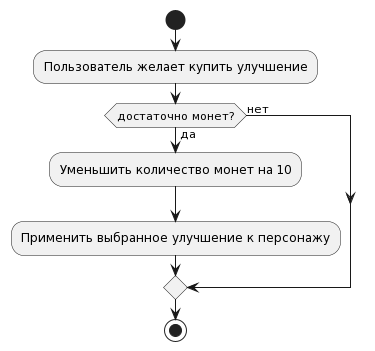 Пользователь желает купить улучшение
достаточно монет?
нет
да
Уменьшить количество монет на 10
Применить выбранное улучшение к персонажу